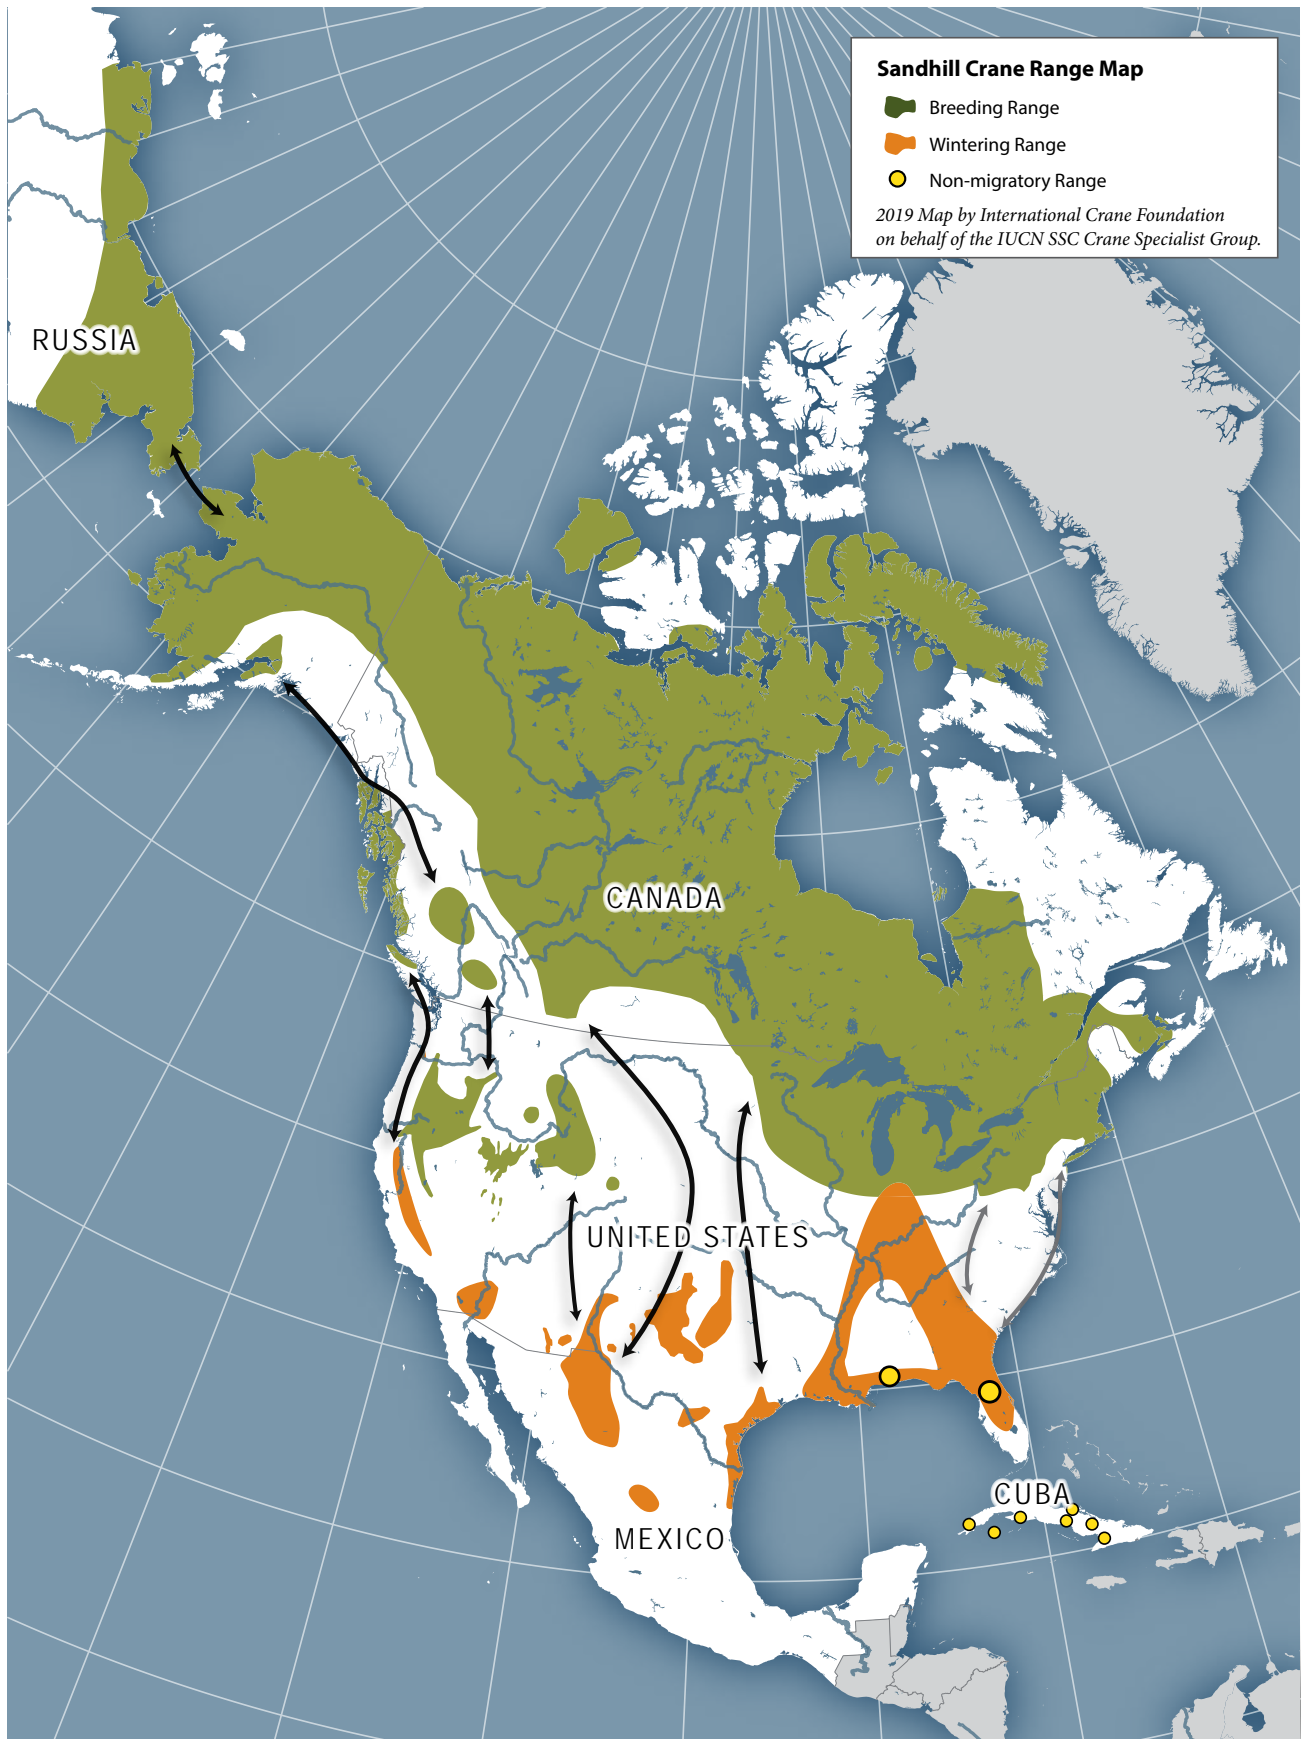 Sandhill Crane Range Map
Breeding Range
Wintering Range
Non-migratory Range
2019 Map by International Crane Foundation
on behalf of the IUCN SSC Crane Specialist Group.
RUSSIA
CANADA
UNITED STATES
CUBA
MEXICO